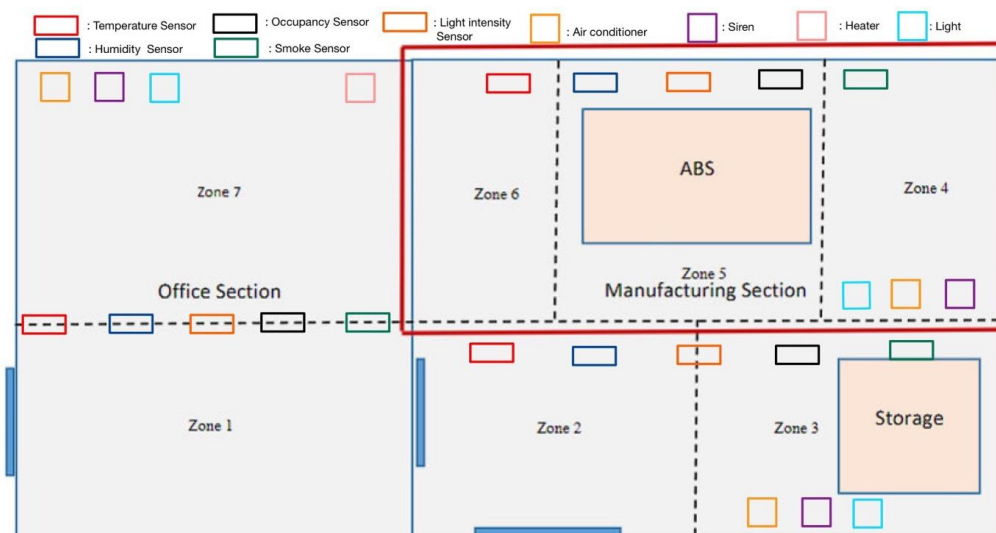 : Temperature Sensor
: Occupancy Sensor
: Light intensity
Sensor
: Air conditioner
: Siren
: Heater
: Light
: Humidity Sensor
: Smoke Sensor
Zone 7
Zone 6
ABS
Zone 4
Zone 5
Office Section
Manufacturing Section
Zone 1
Zone 2
Zone 3
Storage